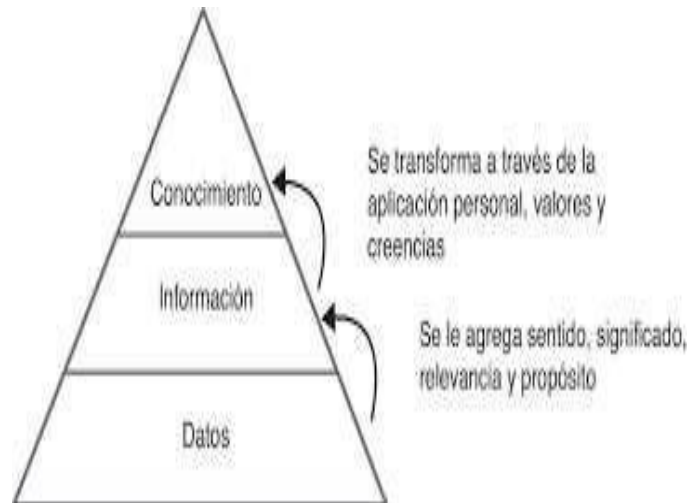 Conocimiento
Se transforma a través de la
aplicación personal, valores y
creencias
Información
Se le agrega sentido, significado,
relevancia y propósito
Datos